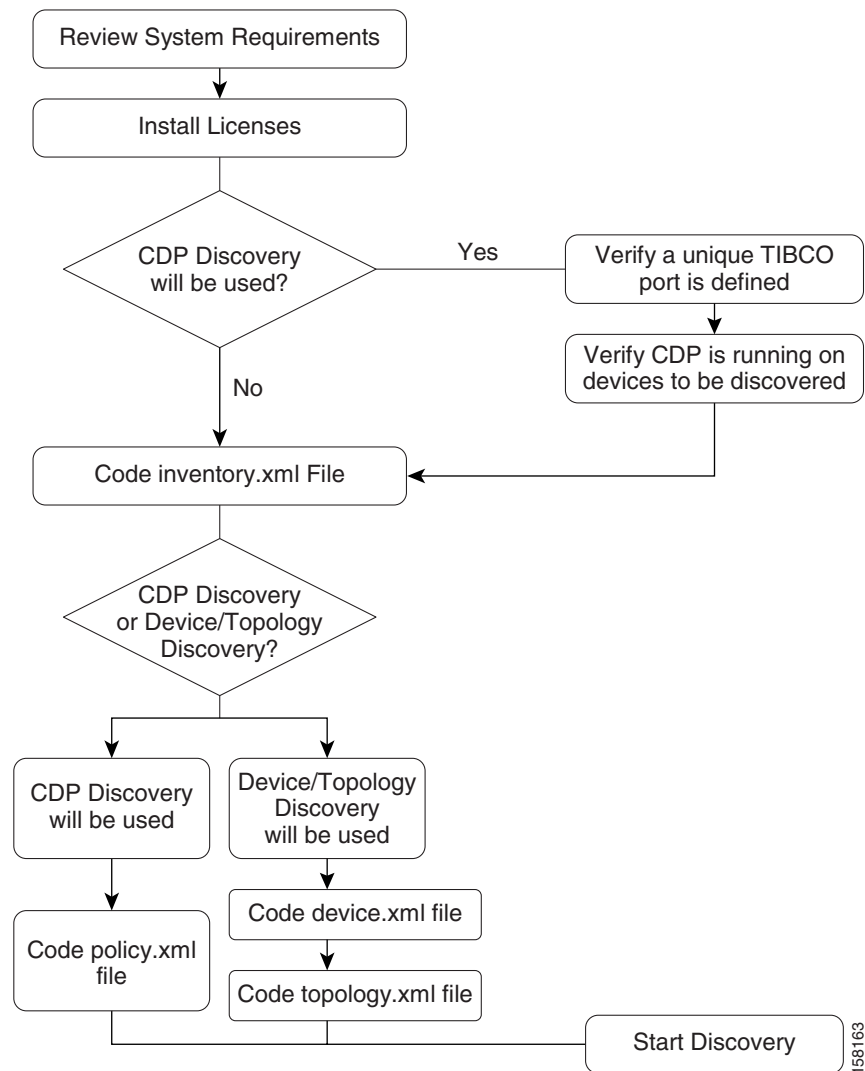 Review System Requirements
Install Licenses
CDP Discovery
will be used?
Yes
Verify a unique TIBCO
port is defined
Verify CDP is running on
devices to be discovered
No
Code inventory.xml File
CDP Discovery
or Device/Topology
Discovery?
CDP Discovery
will be used
Device/Topology
Discovery
will be used
Code policy.xml
file
Code device.xml file
Code topology.xml file
Start Discovery
158163